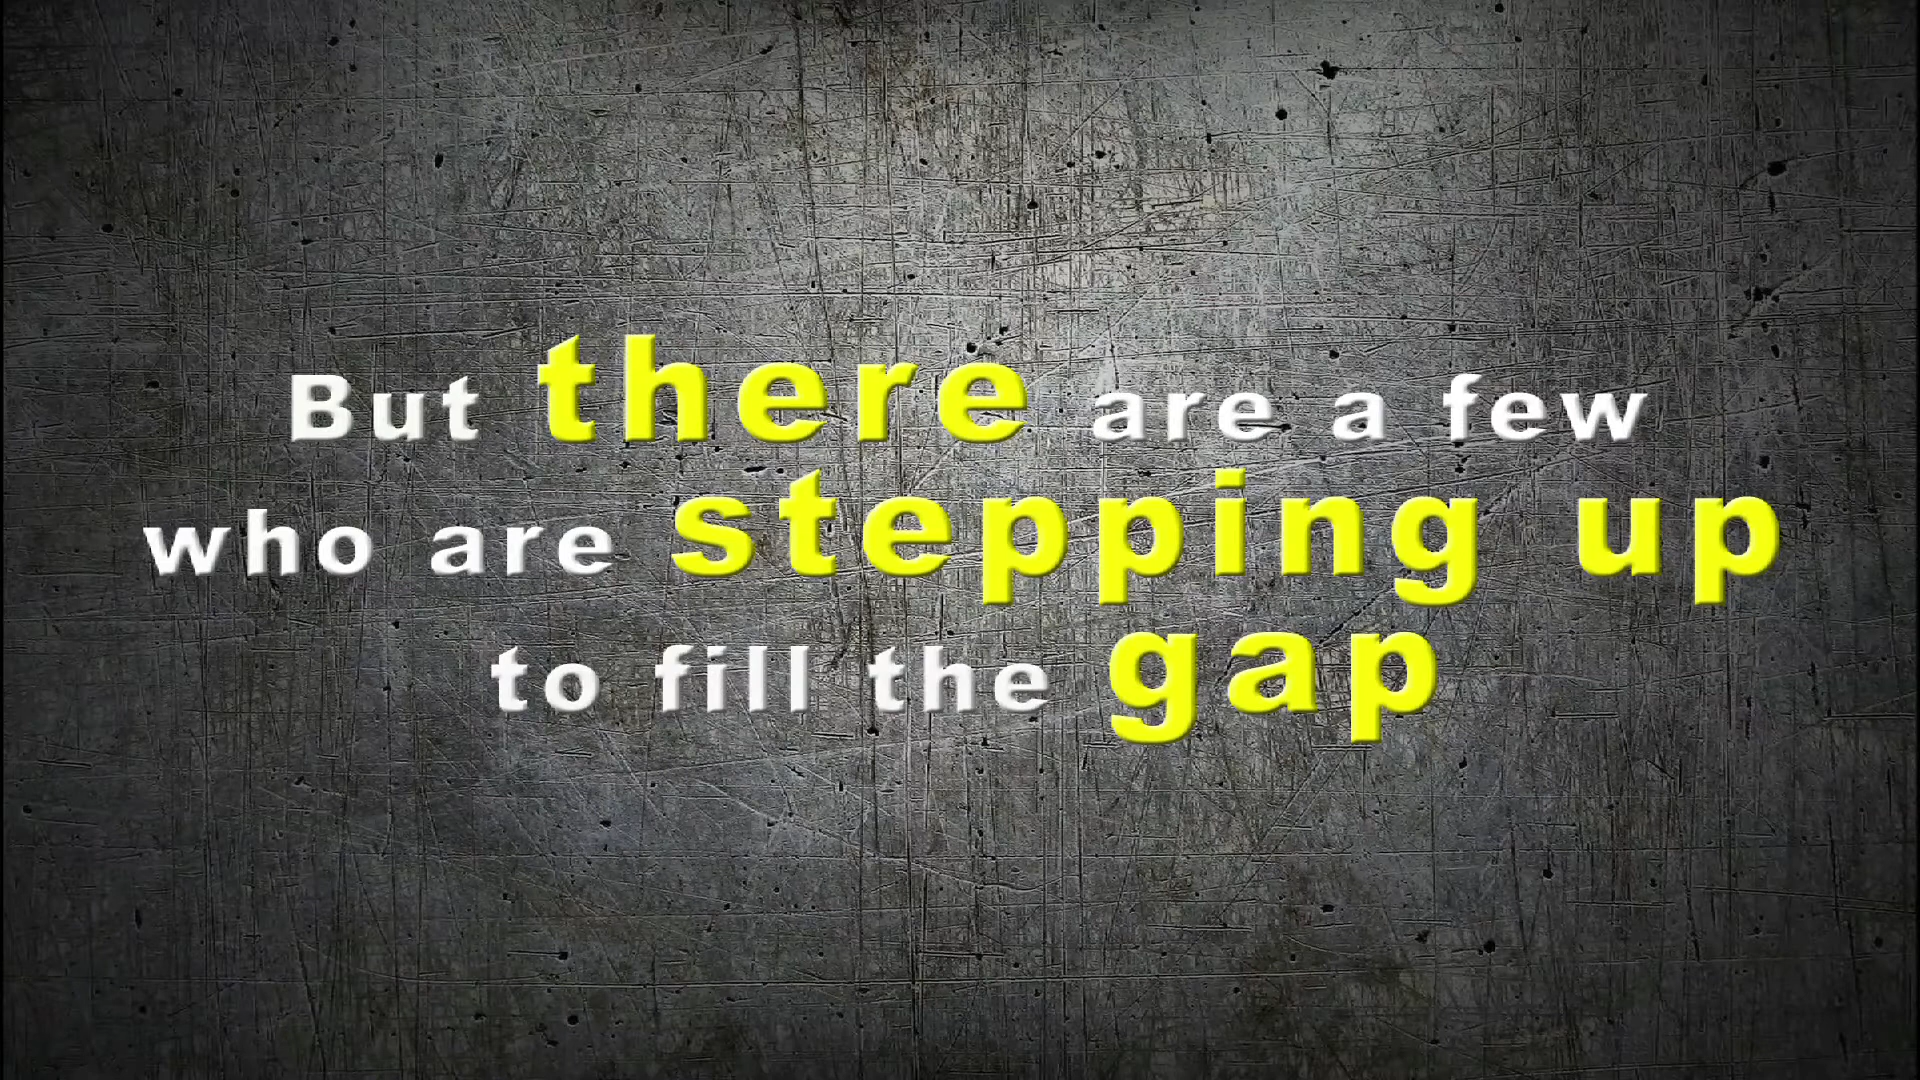 But there are a few
who are stepping up
to fill the gap